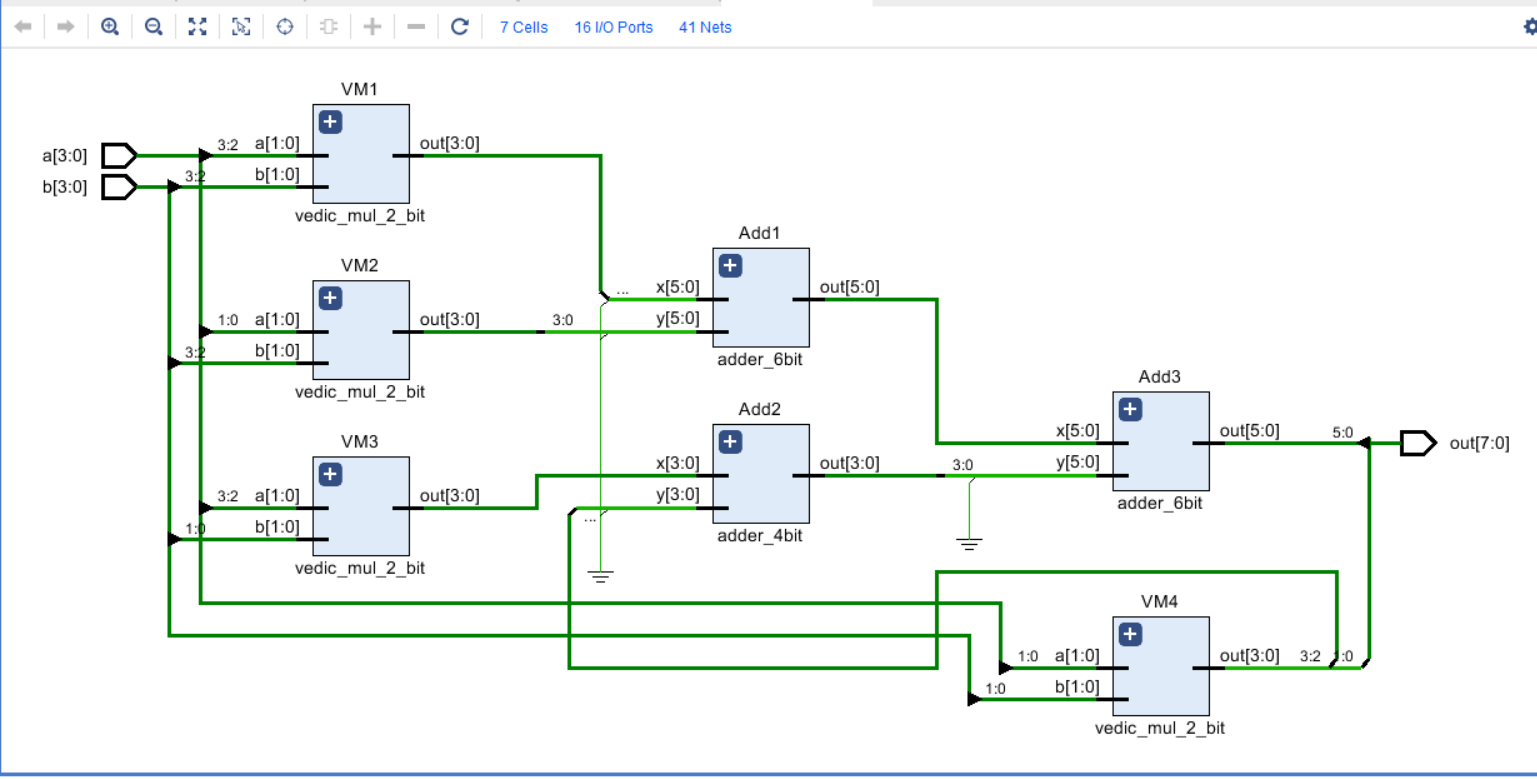 7 Cells 16 I/O Ports 41 Nets
VM1
a[3:0] 3:2 a[1:0] out[3:0]
b[3:0] 3:2 b[1:0]
vedic_mul_2_bit
Add1
VM2
... x[5:0] out[5:0]
1:0 a[1:0] out[3:0] 3:0 y[5:0]
3:2 b[1:0]
adder_6bit
vedic_mul_2_bit
Add3
Add2
VM3
x[5:0] out[5:0] 5:0 out[7:0]
x[3:0] out[3:0] 3:0 y[5:0]
3:2 a[1:0] out[3:0] y[3:0]
adder_6bit
...
1:0 b[1:0]
adder_4bit
vedic_mul_2_bit
VM4
1:0 a[1:0] out[3:0] 3:2 1:0
1:0 b[1:0]
vedic_mul_2_bit